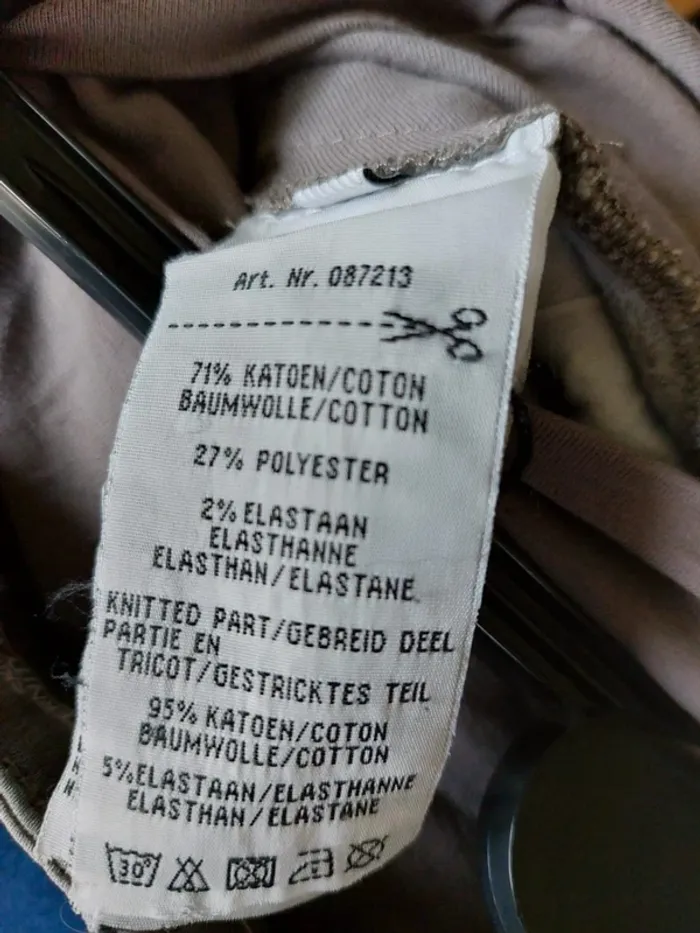 Art. Nr. 087213
71% KATOEN/COTON
BAUMWOLLE/COTTON
27% POLYESTER
2% ELASTAAN
ELASTHANNE
ELASTHAN/ELASTANE
KNITTED PART/GEBREID DEEL
PARTIE EN
TRICOT/GESTRICKTES TEIL
95% KATOEN/COTON
BAUMWOLLE/COTTON
5%ELASTAAN/ELASTHANNE
ELASTHAN/ELASTANE
30°